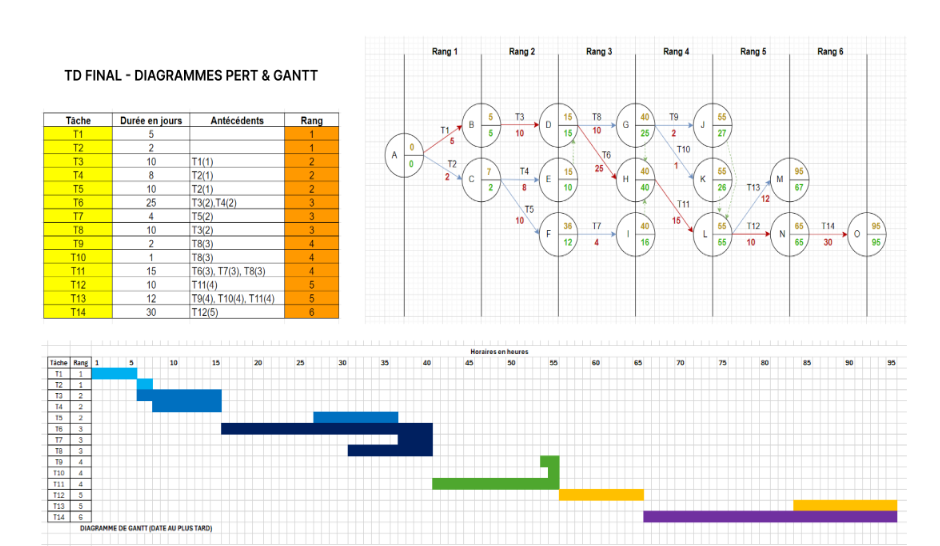 TD FINAL - DIAGRAMMES PERT & GANTT
Tâche Durée en jours Antécédents Rang
T1 5 1
T2 2 1
T3 10 T1(1) 2
T4 8 T2(1) 2
T5 10 T2(1) 2
T6 25 T3(2),T4(2) 3
T7 4 T5(2) 3
T8 10 T3(2) 3
T9 2 T8(3) 4
T10 1 T8(3) 4
T11 15 T6(3), T7(3), T8(3) 4
T12 10 T11(4) 5
T13 12 T9(4), T10(4), T11(4) 5
T14 30 T12(5) 6
Rang 1 Rang 2 Rang 3 Rang 4 Rang 5 Rang 6
A 0 0
T1 5
T2 2
B 5 5
C 7 2
T3 10
T4 8
T5 10
D 15 15
E 15 10
F 36 12
T8 10
T6 25
T7 4
G 40 25
H 40 40
I 40 16
T9 2
T10 1
T11 15
J 55 27
K 55 26
L 55 55
T13 12
T12 10
M 95 67
N 65 65
T14 30
O 95 95
Horaires en heures
Tâche Rang 1 5 10 15 20 25 30 35 40 45 50 55 60 65 70 75 80 85 90 95
T1 1
T2 1
T3 2
T4 2
T5 2
T6 3
T7 3
T8 3
T9 4
T10 4
T11 4
T12 5
T13 5
T14 6
DIAGRAMME DE GANTT (DATE AU PLUS TARD)